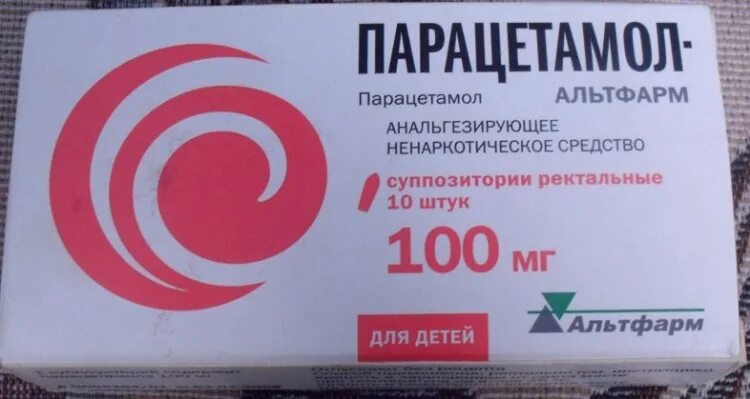 ПАРАЦЕТАМОЛ-
Парацетамол АЛЬТФАРМ
АНАЛЬГЕЗИРУЮЩЕЕ
НЕНАРКОТИЧЕСКОЕ СРЕДСТВО
суппозитории ректальные
10 штук
100 мг
ДЛЯ ДЕТЕЙ
Альтфарм